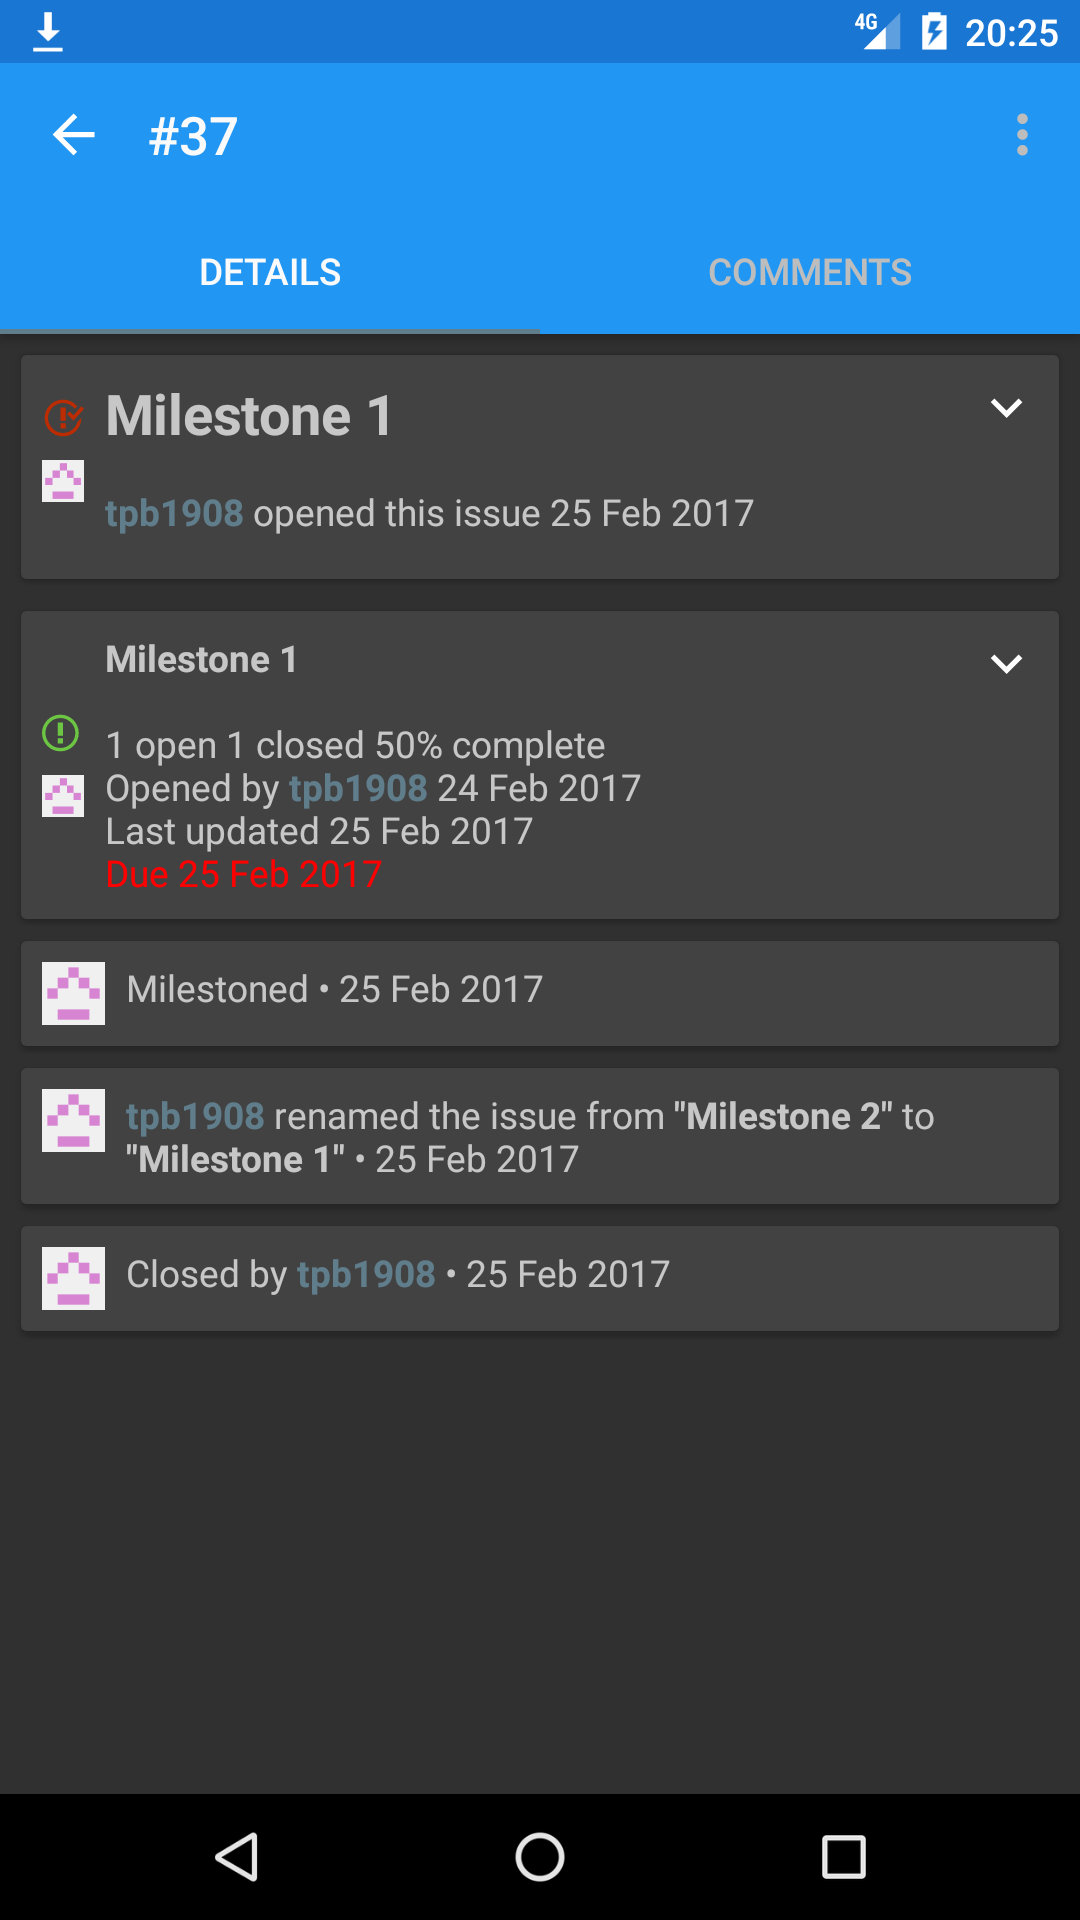 4G 20:25
#37
DETAILS COMMENTS
Milestone 1
tpb1908 opened this issue 25 Feb 2017
Milestone 1
1 open 1 closed 50% complete
Opened by tpb1908 24 Feb 2017
Last updated 25 Feb 2017
Due 25 Feb 2017
Milestoned • 25 Feb 2017
tpb1908 renamed the issue from "Milestone 2" to
"Milestone 1" • 25 Feb 2017
Closed by tpb1908 • 25 Feb 2017